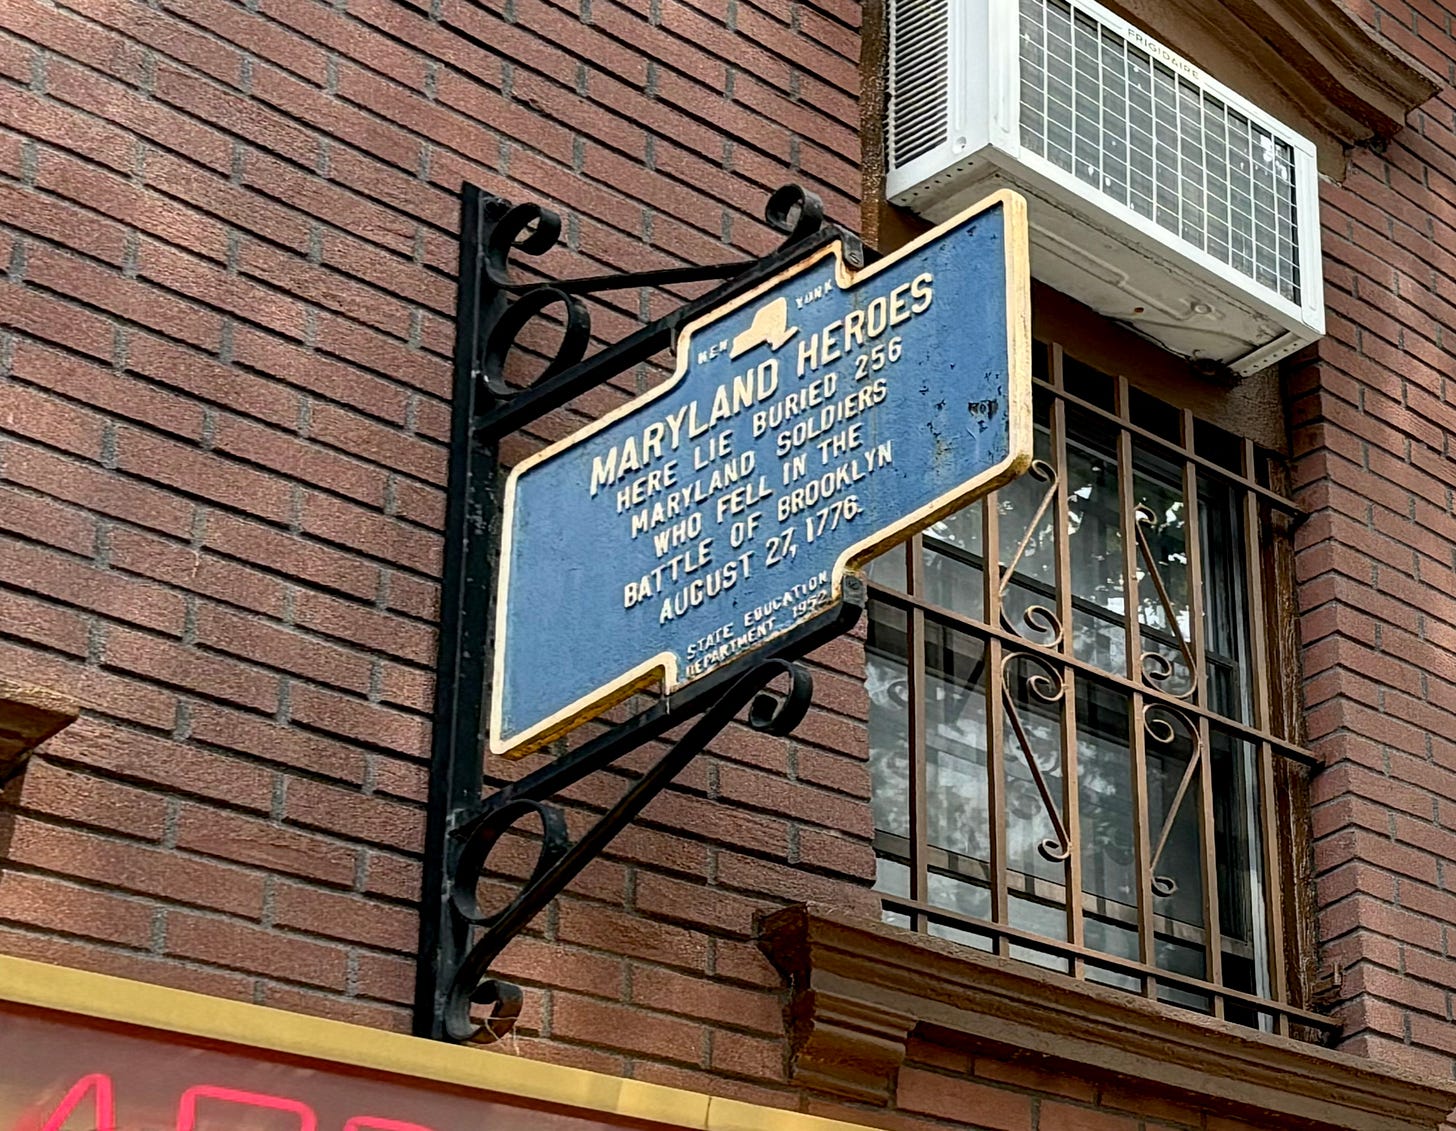 FRIGIDAIRE
NEW YORK
MARYLAND HEROES
HERE LIE BURIED 256
MARYLAND SOLDIERS
WHO FELL IN THE
BATTLE OF BROOKLYN
AUGUST 27, 1776.
STATE EDUCATION
DEPARTMENT 1952